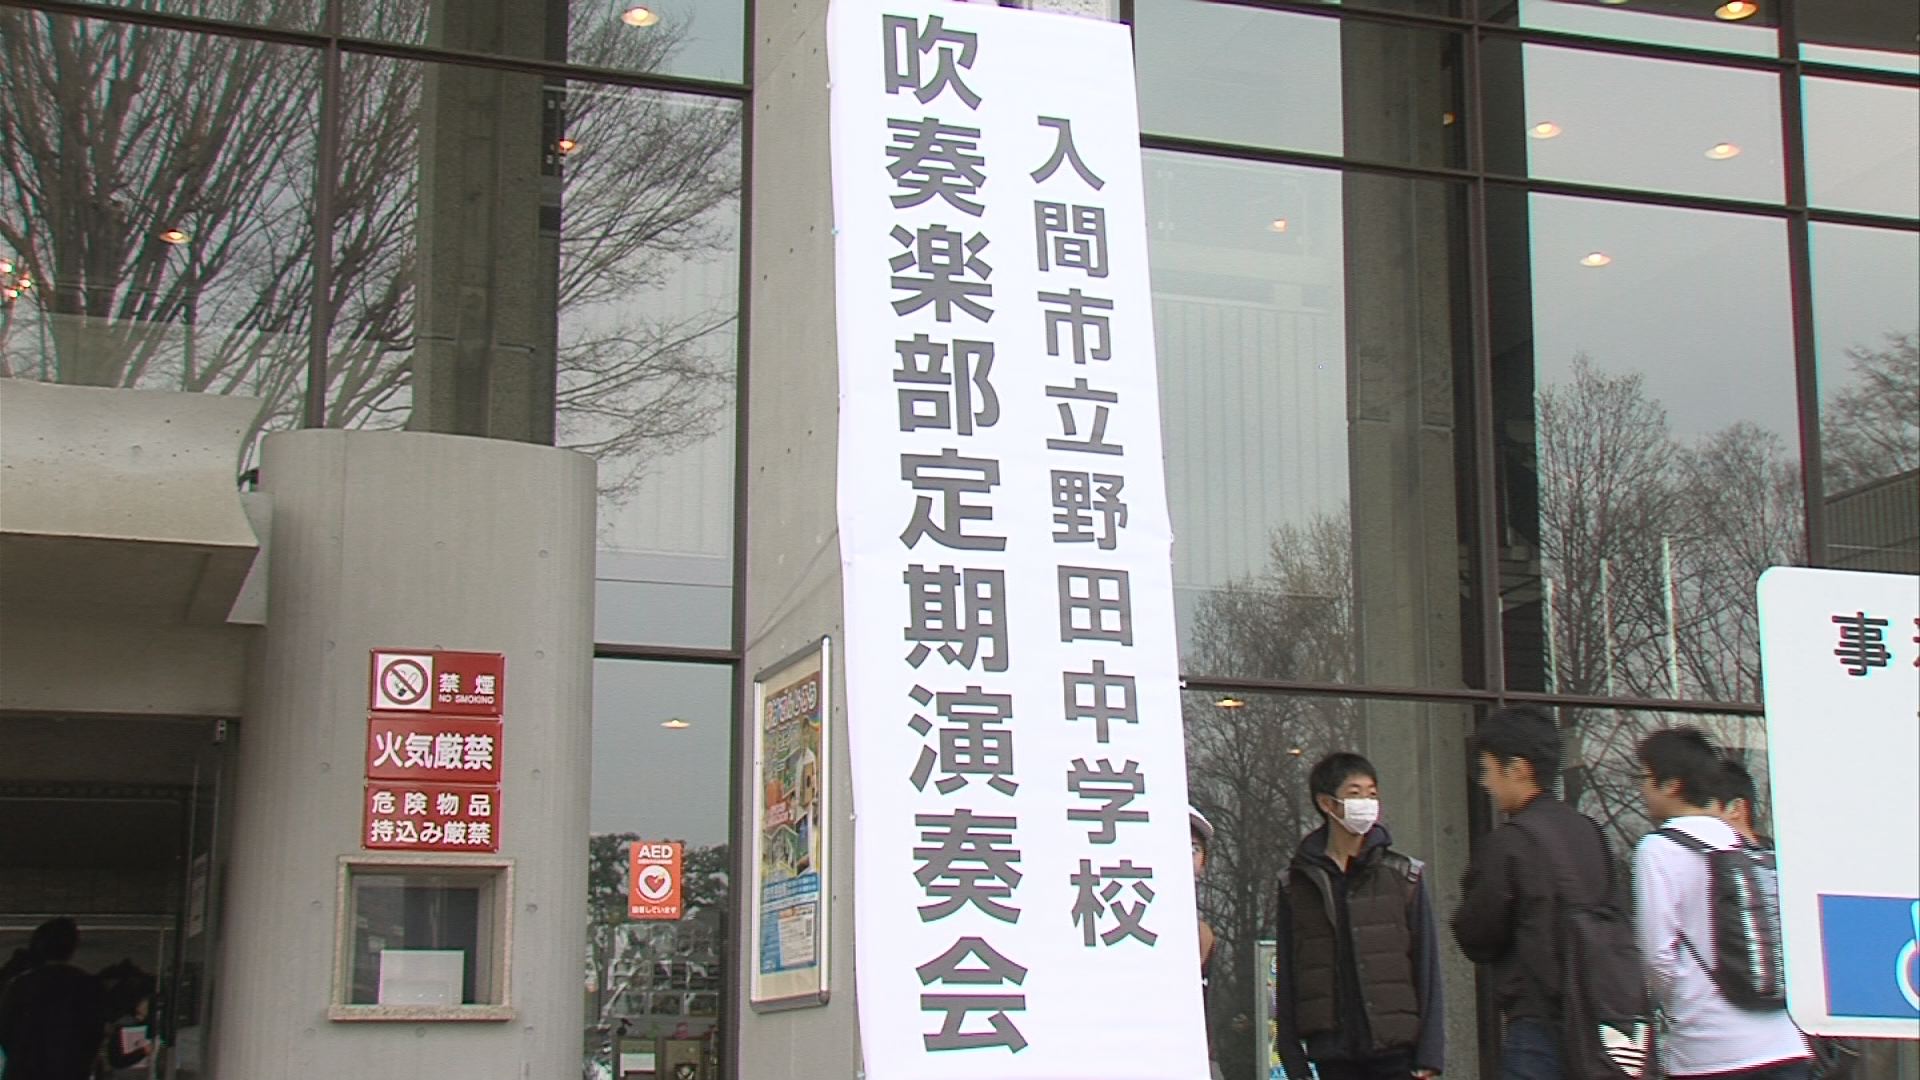 入間市立野田中学校
吹奏楽部定期演奏会
禁煙
NO SMOKING
火気厳禁
危険物品
持込み厳禁
AED
事